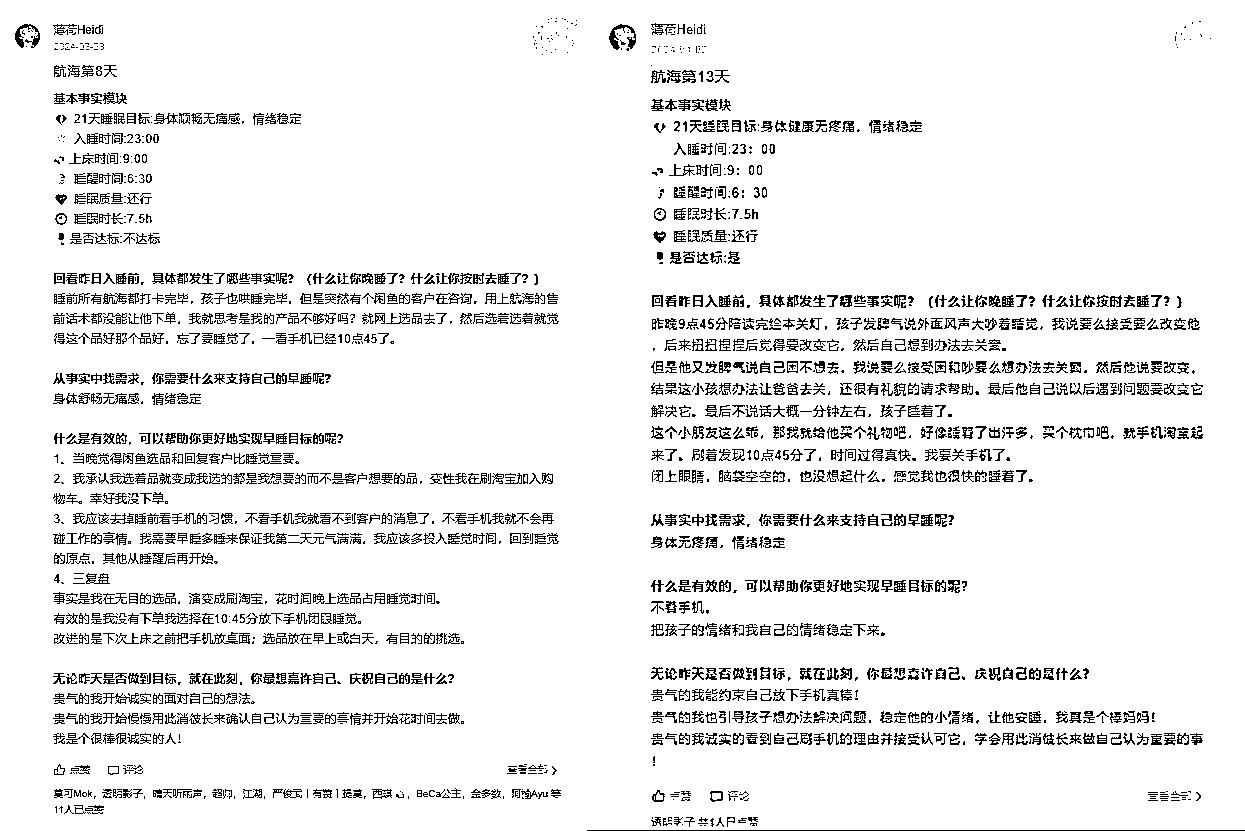 薄荷Heidi
航海第8天
基本事实模块
21天睡眠目标:身体顺畅无痛感，情绪稳定
入睡时间:23:00
上床时间:9:00
睡醒时间:6:30
睡眠质量:还行
睡眠时长:7.5h
是否达标:不达标
回看昨日入睡前，具体都发生了哪些事实呢？（什么让你晚睡了？什么让你按时去睡了？)
睡前所有航海都打卡完毕，孩子也哄睡完毕，但是突然有个闲鱼的客户在咨询，用上航海的售
前话术都没能让他下单，我就思考是我的产品不够好吗？就网上选品去了，然后选着选着就觉
得这个品好那个品好，忘了要睡觉了，一看手机已经10点45了。
从事实中找需求，你需要什么来支持自己的早睡呢?
身体舒畅无痛感，情绪稳定
什么是有效的，可以帮助你更好地实现早睡目标的呢?
1、当晚觉得闲鱼选品和回复客户比睡觉重要。
2、我承认我选着品就变成我选的都是我想要的而不是客户想要的品，变性我在刷淘宝加入购
物车。幸好我没下单。
3、我应该去掉睡前看手机的习惯，不看手机我就看不到客户的消息了，不看手机我就不会再
碰工作的事情。我需要早睡多睡来保证我第二天元气满满，我应该多投入睡觉时间，回到睡觉
的原点，其他从睡醒后再开始。
4、三复盘
事实是我在无目的选品，演变成刷淘宝，花时间晚上选品占用睡觉时间。
有效的是我没有下单我选择在10:45分放下手机闭眼睡觉。
改进的是下次上床之前把手机放桌面；选品放在早上或白天，有目的的挑选。
无论昨天是否做到目标，就在此刻，你最想嘉许自己、庆祝自己的是什么?
贵气的我开始诚实的面对自己的想法。
贵气的我开始慢慢用此消彼长来确认自己认为重要的事情并开始花时间去做。
我是个很棒很诚实的人！
点赞 评论 查看全部
莫可Mok，透明影子，晴天听雨声，超帅，江湖，严俊宝丨有赞丨提莫，西琪，BeCa公主，金多数，阿瑜Ayu 等
11人已点赞
薄荷Heidi
航海第13天
基本事实模块
21天睡眠目标:身体健康无疼痛，情绪稳定
入睡时间:23：00
上床时间:9：00
睡醒时间:6：30
睡眠时长:7.5h
睡眠质量:还行
是否达标:是
回看昨日入睡前，具体都发生了哪些事实呢？（什么让你晚睡了？什么让你按时去睡了？)
昨晚9点45分陪读完绘本关灯，孩子发脾气说外面风声大吵着睡觉，我说要么接受要么改变他
，后来扭扭捏捏后觉得要改变它，然后自己想到办法去关窗。
但是他又发脾气说自己困不想去，我说要么接受困和吵要么想办法去关窗，然后他说要改变，
结果这小孩想办法让爸爸去关，还很有礼貌的请求帮助。最后他自己说以后遇到问题要改变它
解决它。最后不说话大概一分钟左右，孩子睡着了。
这个小朋友这么乖，那我就给他买个礼物吧，好像睡着了出汗多，买个枕巾吧，就手机淘宝起
来了。刷着发现10点45分了，时间过得真快。我要关手机了。
闭上眼睛，脑袋空空的，也没想起什么，感觉我也很快的睡着了。
从事实中找需求，你需要什么来支持自己的早睡呢?
身体无疼痛，情绪稳定
什么是有效的，可以帮助你更好地实现早睡目标的呢?
不看手机。
把孩子的情绪和我自己的情绪稳定下来。
无论昨天是否做到目标，就在此刻，你最想嘉许自己、庆祝自己的是什么?
贵气的我能约束自己放下手机真棒！
贵气的我也引导孩子想办法解决问题，稳定他的小情绪，让他安睡，我真是个棒妈妈！
贵气的我诚实的看到自己刷手机的理由并接受认可它，学会用此消彼长来做自己认为重要的事
！
点赞 评论 查看全部
透明影子 共1人已点赞